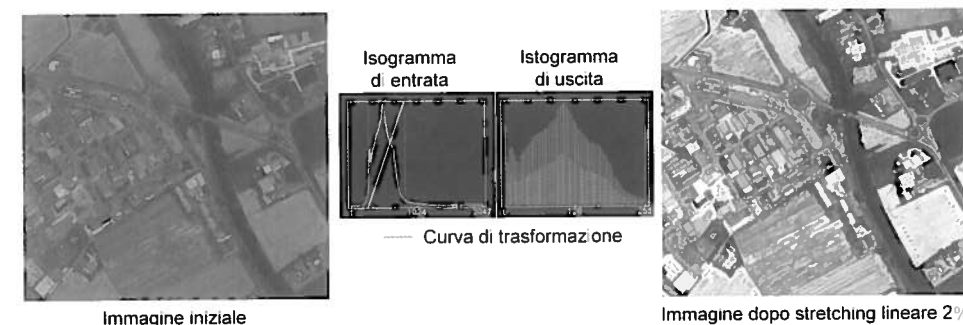 Isogramma
di entrata
Istogramma
di uscita
Curva di trasformazione
Immagine iniziale
Immagine dopo stretching lineare 2%